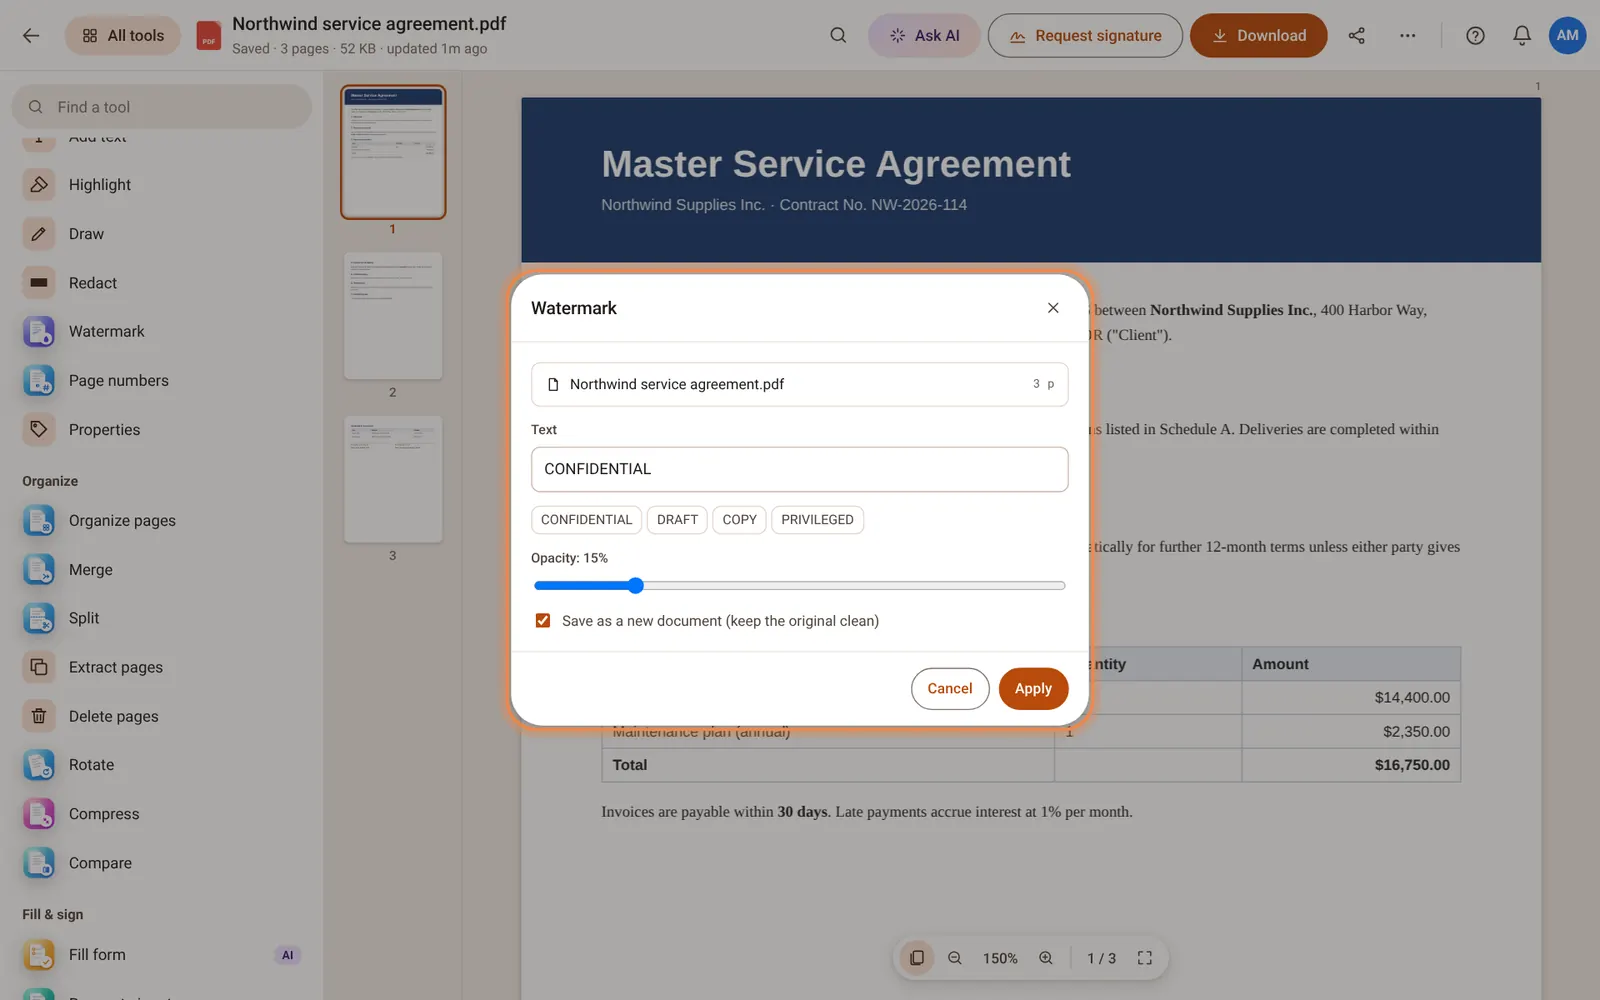 All tools
PDF
Northwind service agreement.pdf
Saved · 3 pages · 52 KB · updated 1m ago
Ask AI
Request signature
Download
AM
Find a tool
Add text
Highlight
Draw
Redact
Watermark
Page numbers
Properties
Organize
Organize pages
Merge
Split
Extract pages
Delete pages
Rotate
Compress
Compare
Fill & sign
Fill form
AI
Master Service Agreement
1
2
3
1
Master Service Agreement
Northwind Supplies Inc. · Contract No. NW-2026-114
between Northwind Supplies Inc., 400 Harbor Way,
("Client").
listed in Schedule A. Deliveries are completed within
tically for further 12-month terms unless either party gives
ntity
Amount
$14,400.00
Maintenance plan (annual)
1
$2,350.00
Total
$16,750.00
Invoices are payable within 30 days. Late payments accrue interest at 1% per month.
Watermark
Northwind service agreement.pdf
3 p
Text
CONFIDENTIAL
CONFIDENTIAL
DRAFT
COPY
PRIVILEGED
Opacity: 15%
Save as a new document (keep the original clean)
Cancel
Apply
150%
1 / 3